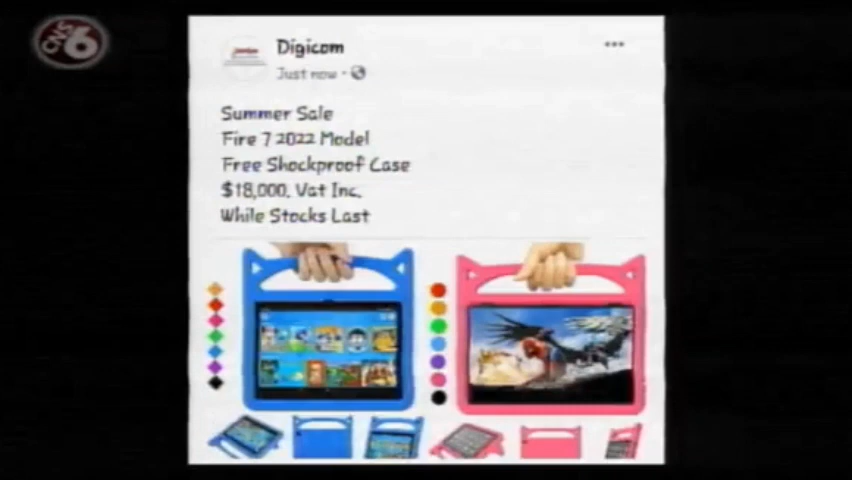 CNS6
Digicom
Just now
Summer Sale
Fire 7 2022 Model
Free Shockproof Case
$18,000. Vat Inc.
While Stocks Last